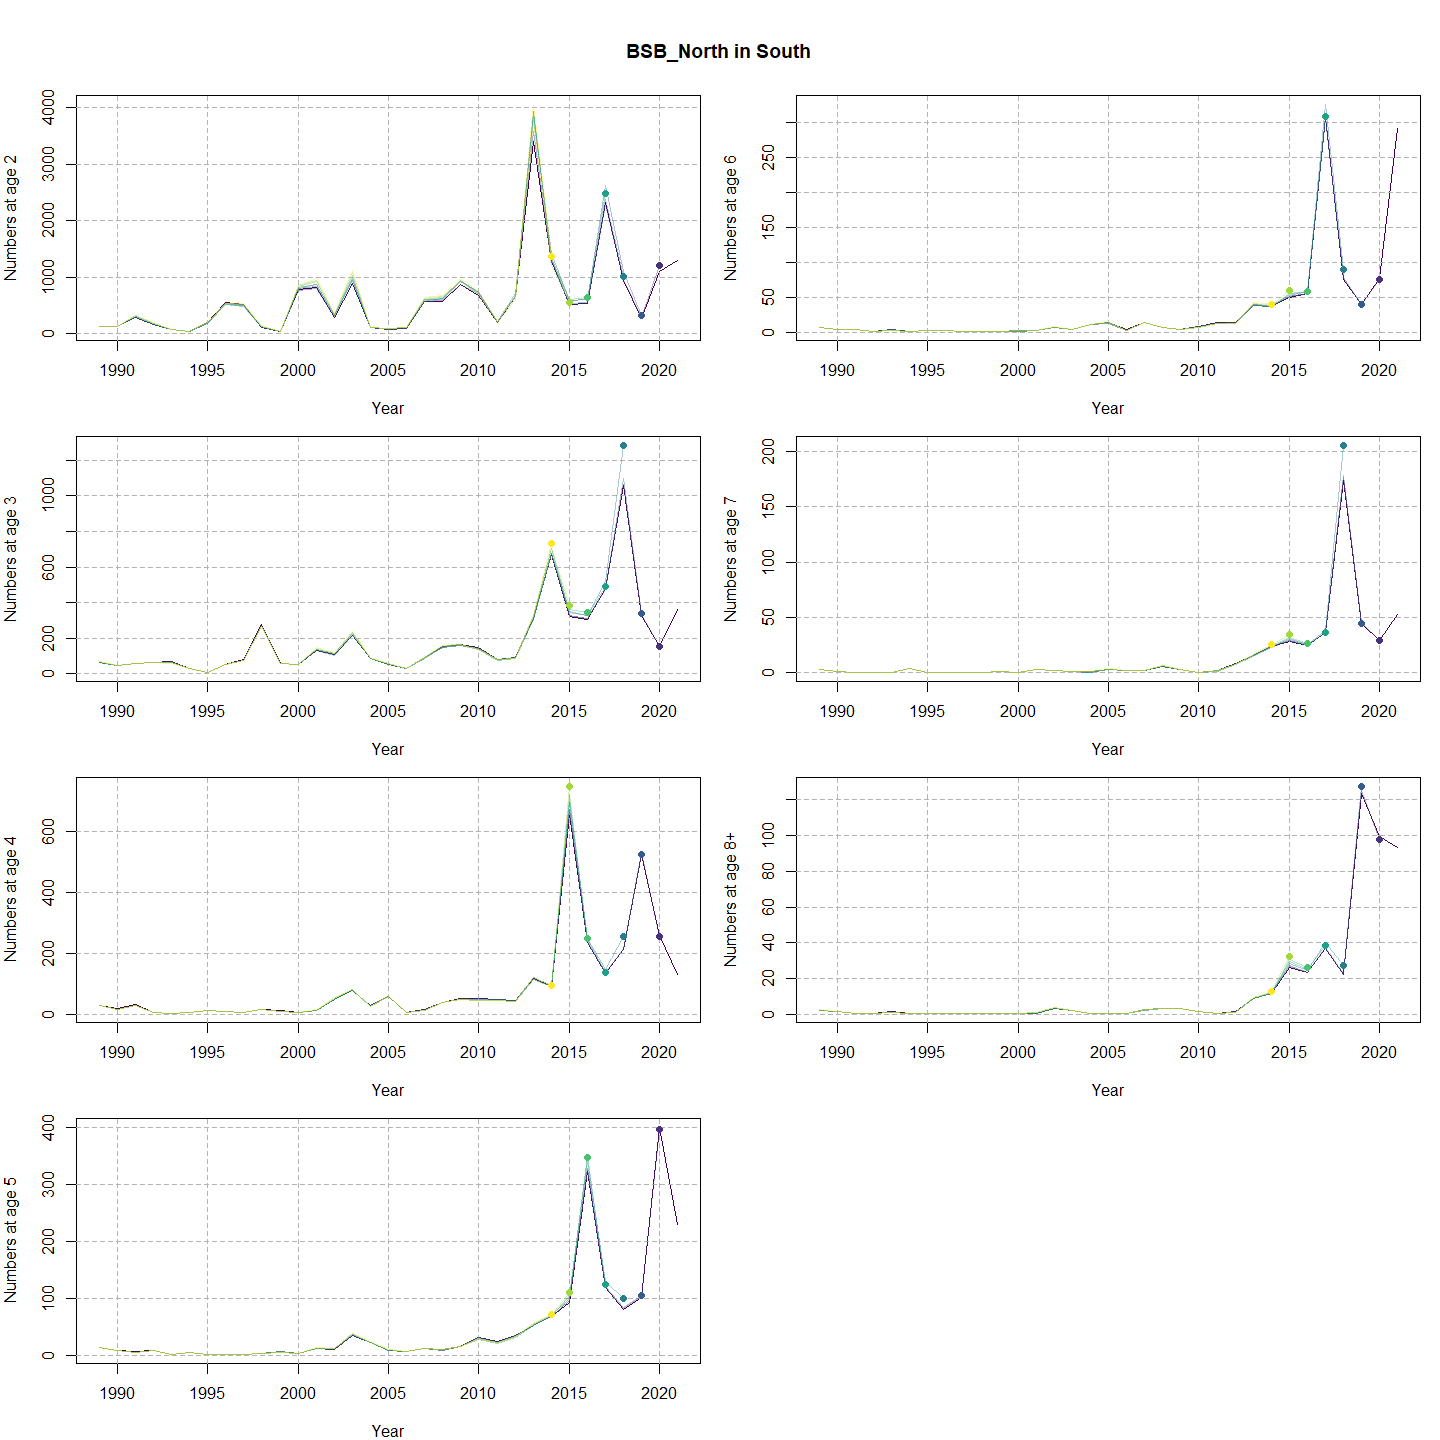 BSB_North in South
Numbers at age 2
0 1000 2000 3000 4000
1990 1995 2000 2005 2010 2015 2020
Year
Numbers at age 6
0 50 150 250
1990 1995 2000 2005 2010 2015 2020
Year
Numbers at age 3
0 200 600 1000
1990 1995 2000 2005 2010 2015 2020
Year
Numbers at age 7
0 50 100 150 200
1990 1995 2000 2005 2010 2015 2020
Year
Numbers at age 4
0 200 400 600
1990 1995 2000 2005 2010 2015 2020
Year
Numbers at age 8+
0 20 40 60 80 100
1990 1995 2000 2005 2010 2015 2020
Year
Numbers at age 5
0 100 200 300 400
1990 1995 2000 2005 2010 2015 2020
Year